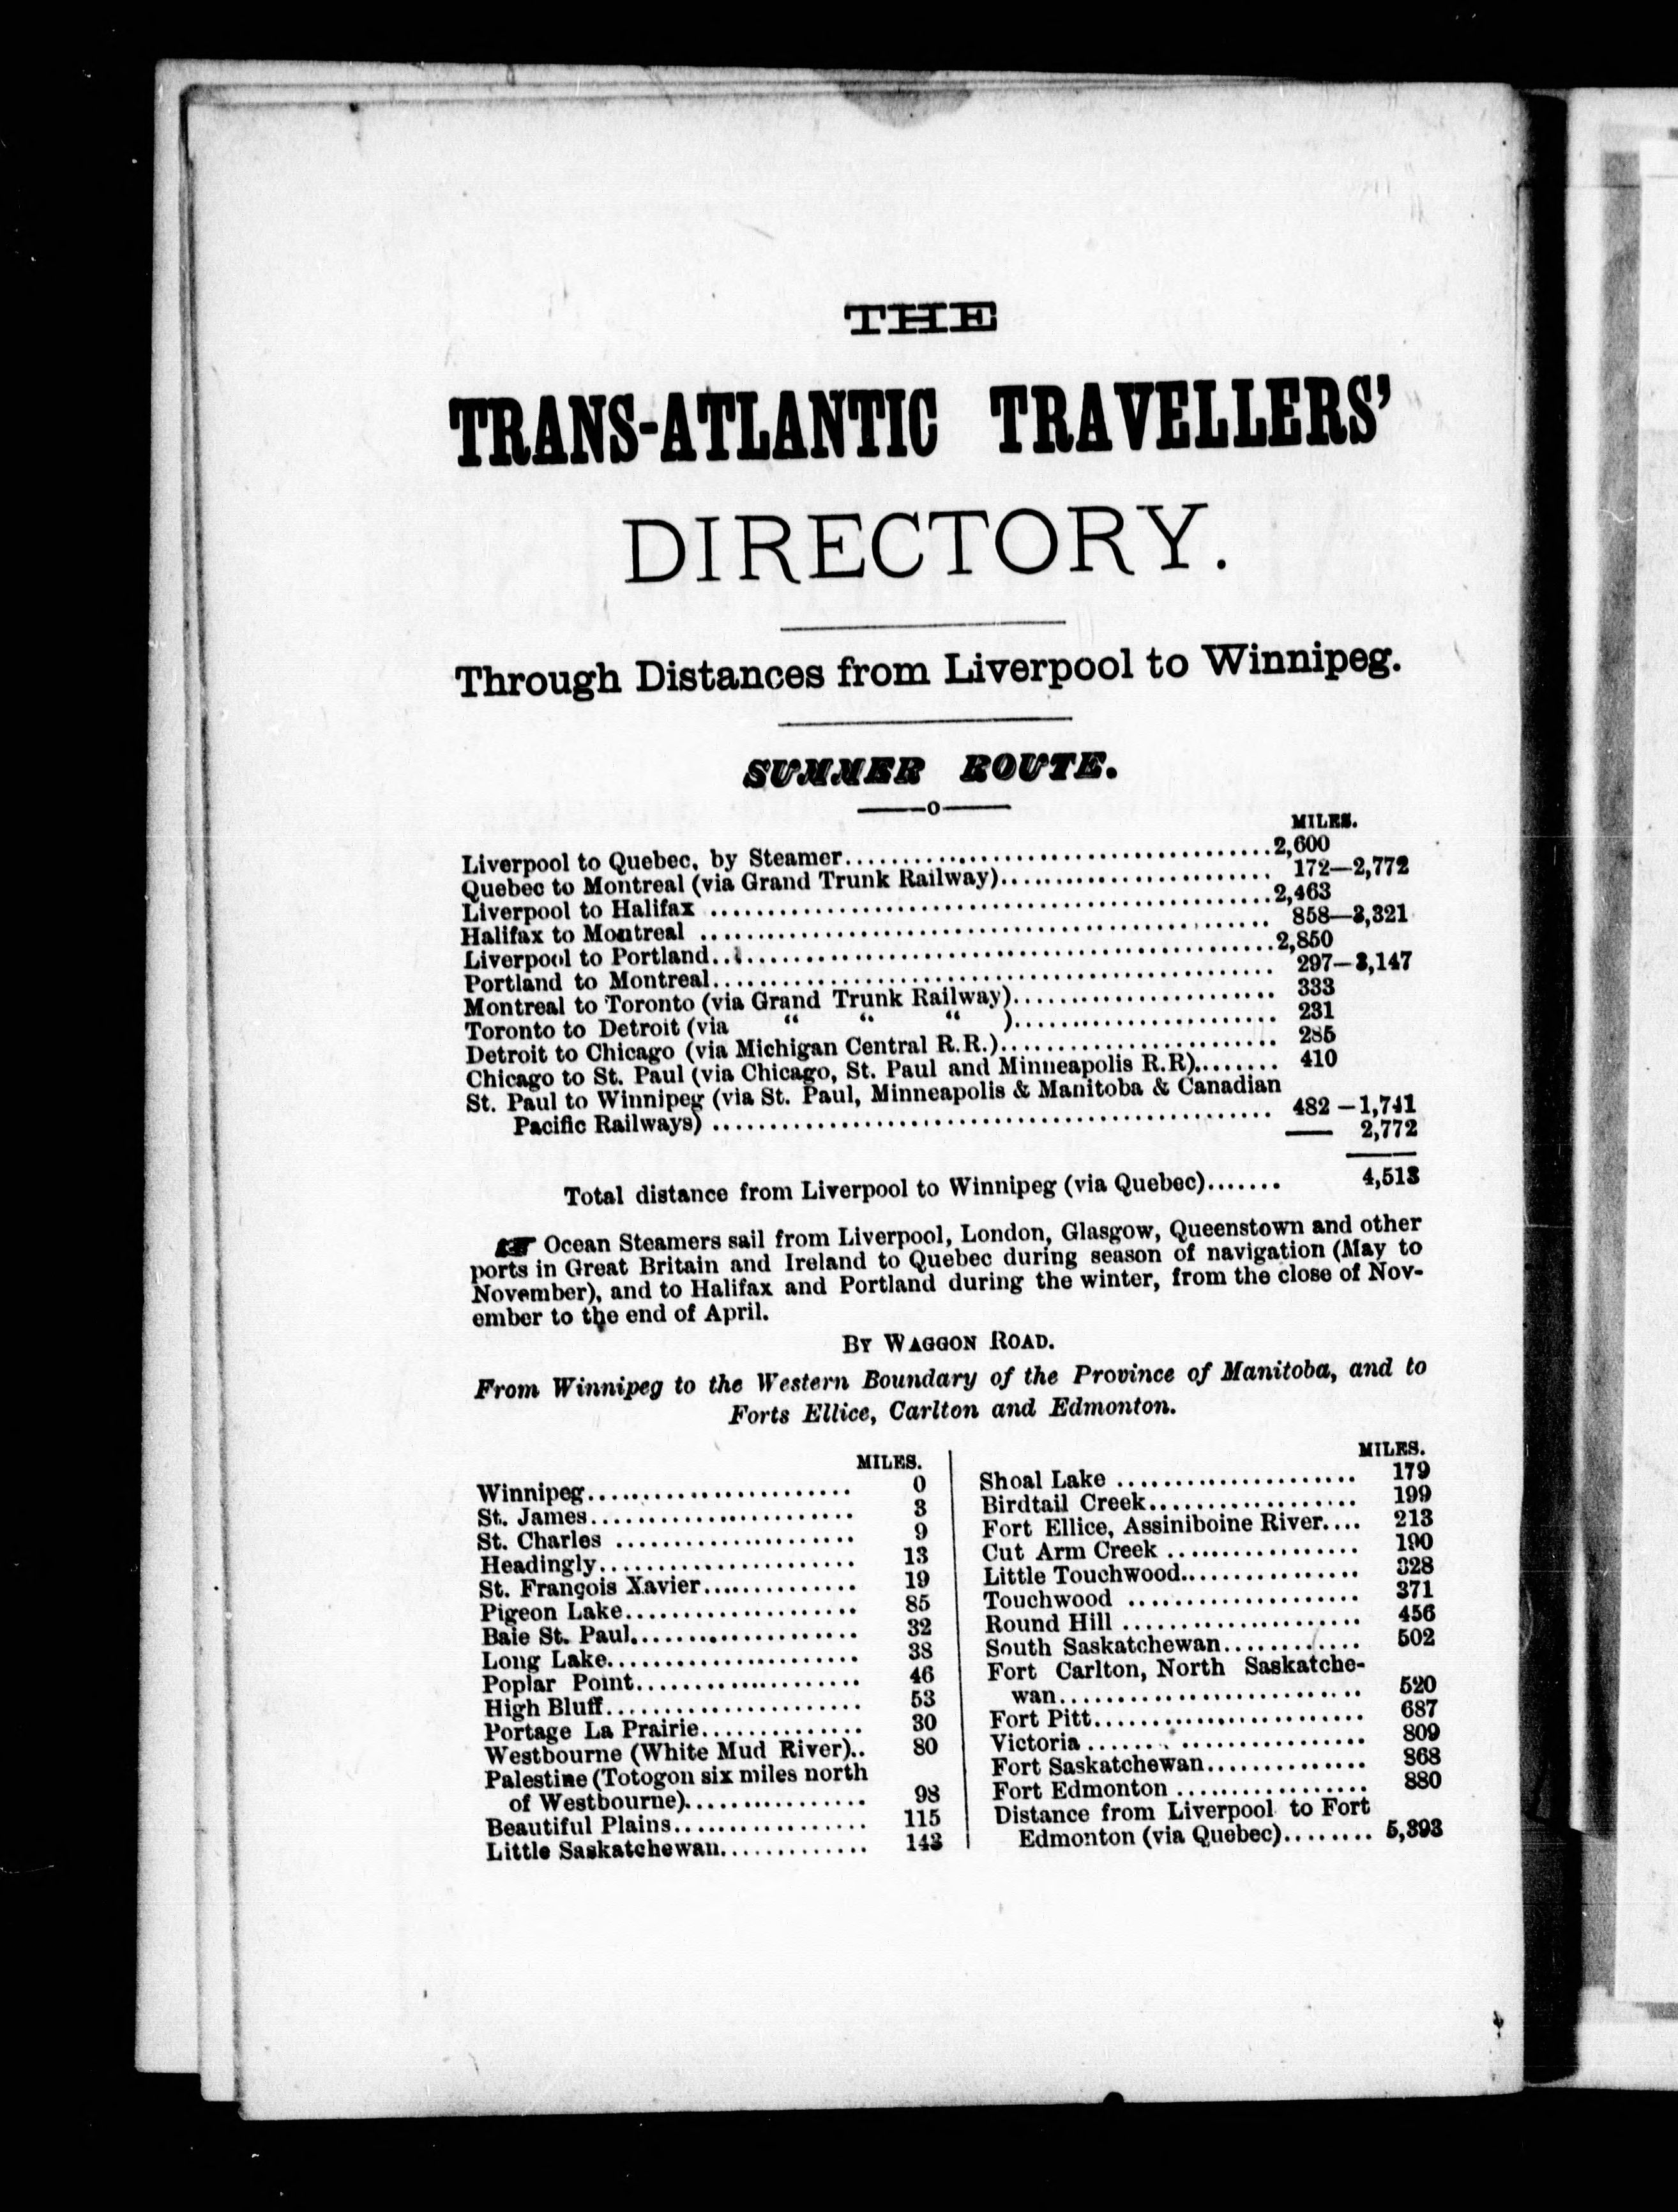 THE
TRANS-ATLANTIC TRAVELLERS'
DIRECTORY.
Through Distances from Liverpool to Winnipeg.
SUMMER ROUTE.
MILES.
Liverpool to Quebec, by Steamer........ 2,600
Quebec to Montreal (via Grand Trunk Railway)........ 172—2,772
Liverpool to Halifax ........ 2,463
Halifax to Montreal ........ 858—3,321
Liverpool to Portland........ 2,850
Portland to Montreal........ 297—3,147
Montreal to Toronto (via Grand Trunk Railway)........ 333
Toronto to Detroit (via " " " )........ 231
Detroit to Chicago (via Michigan Central R.R.)........ 285
Chicago to St. Paul (via Chicago, St. Paul and Minneapolis R.R)........ 410
St. Paul to Winnipeg (via St. Paul, Minneapolis & Manitoba & Canadian
Pacific Railways) ........ 482—1,741
2,772
Total distance from Liverpool to Winnipeg (via Quebec)....... 4,513
☞ Ocean Steamers sail from Liverpool, London, Glasgow, Queenstown and other
ports in Great Britain and Ireland to Quebec during season of navigation (May to
November), and to Halifax and Portland during the winter, from the close of Nov-
ember to the end of April.
BY WAGGON ROAD.
From Winnipeg to the Western Boundary of the Province of Manitoba, and to
Forts Ellice, Carlton and Edmonton.
MILES.
Winnipeg........ 0
St. James........ 3
St. Charles ........ 9
Headingly........ 13
St. François Xavier........ 19
Pigeon Lake........ 85
Baie St. Paul........ 32
Long Lake........ 38
Poplar Point........ 46
High Bluff........ 53
Portage La Prairie........ 30
Westbourne (White Mud River).. 80
Palestine (Totogon six miles north
of Westbourne)........ 98
Beautiful Plains........ 115
Little Saskatchewan........ 143
MILES.
Shoal Lake ........ 179
Birdtail Creek........ 199
Fort Ellice, Assiniboine River.... 213
Cut Arm Creek ........ 190
Little Touchwood........ 328
Touchwood ........ 371
Round Hill ........ 456
South Saskatchewan........ 502
Fort Carlton, North Saskatche-
wan........ 520
Fort Pitt........ 687
Victoria ........ 809
Fort Saskatchewan........ 868
Fort Edmonton ........ 880
Distance from Liverpool to Fort
Edmonton (via Quebec)........ 5,393